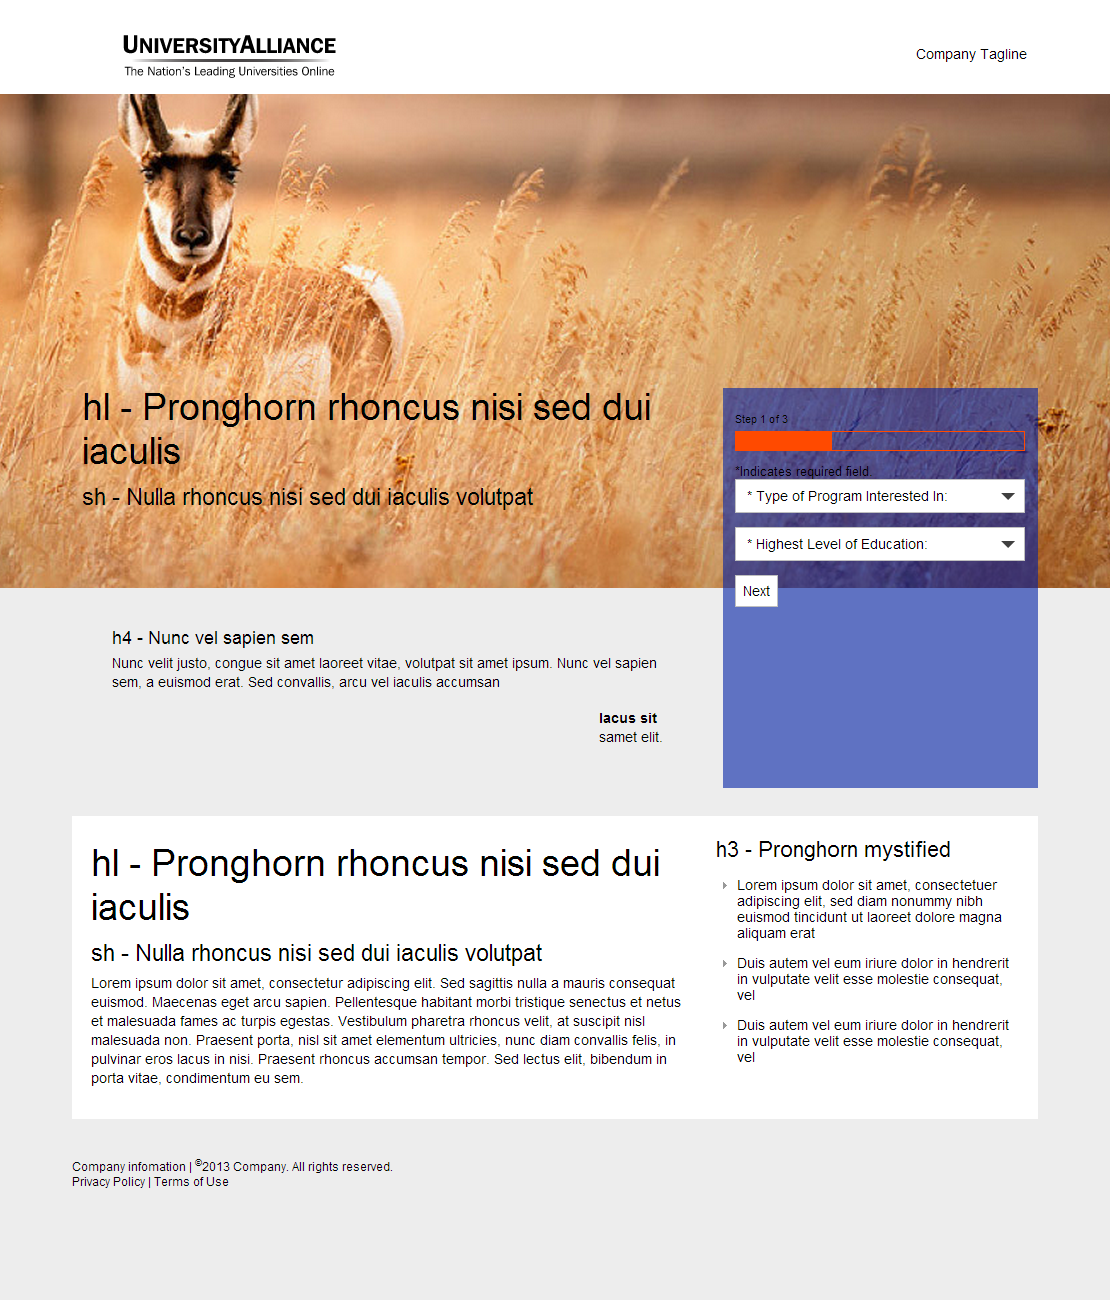 UNIVERSITYALLIANCE
The Nation's Leading Universities Online
Company Tagline
hl - Pronghorn rhoncus nisi sed dui
iaculis
sh - Nulla rhoncus nisi sed dui iaculis volutpat
Step 1 of 3
*Indicates required field.
* Type of Program Interested In:
* Highest Level of Education:
Next
h4 - Nunc vel sapien sem
Nunc velit justo, congue sit amet laoreet vitae, volutpat sit amet ipsum. Nunc vel sapien
sem, a euismod erat. Sed convallis, arcu vel iaculis accumsan
lacus sit
samet elit.
hl - Pronghorn rhoncus nisi sed dui
iaculis
sh - Nulla rhoncus nisi sed dui iaculis volutpat
Lorem ipsum dolor sit amet, consectetur adipiscing elit. Sed sagittis nulla a mauris consequat
euismod. Maecenas eget arcu sapien. Pellentesque habitant morbi tristique senectus et netus
et malesuada fames ac turpis egestas. Vestibulum pharetra rhoncus velit, at suscipit nisl
malesuada non. Praesent porta, nisl sit amet elementum ultricies, nunc diam convallis felis, in
pulvinar eros lacus in nisi. Praesent rhoncus accumsan tempor. Sed lectus elit, bibendum in
porta vitae, condimentum eu sem.
h3 - Pronghorn mystified
Lorem ipsum dolor sit amet, consectetuer
adipiscing elit, sed diam nonummy nibh
euismod tincidunt ut laoreet dolore magna
aliquam erat
Duis autem vel eum iriure dolor in hendrerit
in vulputate velit esse molestie consequat,
vel
Duis autem vel eum iriure dolor in hendrerit
in vulputate velit esse molestie consequat,
vel
Company infomation | ©2013 Company. All rights reserved.
Privacy Policy | Terms of Use